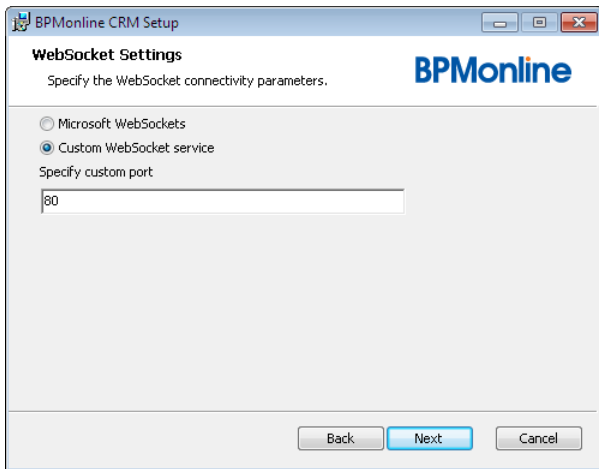 BPMonline CRM Setup
WebSocket Settings
Specify the WebSocket connectivity parameters.
BPMonline
Microsoft WebSockets
Custom WebSocket service
Specify custom port
80
Back
Next
Cancel